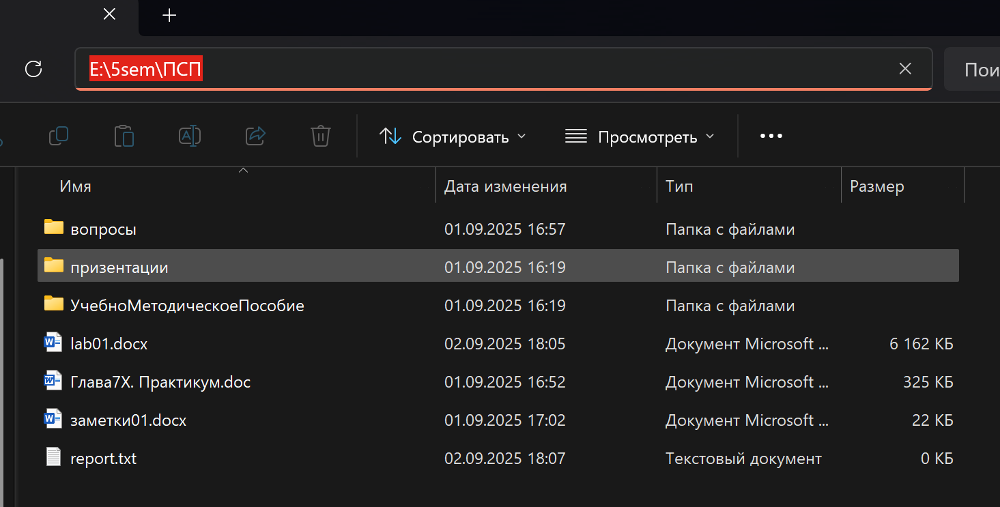 E:\5sem\ПСП
Сортировать Просмотреть
Имя Дата изменения Тип Размер
вопросы 01.09.2025 16:57 Папка с файлами
призентации 01.09.2025 16:19 Папка с файлами
УчебноМетодическоеПособие 01.09.2025 16:19 Папка с файлами
lab01.docx 02.09.2025 18:05 Документ Microsoft ... 6 162 КБ
Глава7Х. Практикум.doc 01.09.2025 16:52 Документ Microsoft ... 325 КБ
заметки01.docx 01.09.2025 17:02 Документ Microsoft ... 22 КБ
report.txt 02.09.2025 18:07 Текстовый документ 0 КБ